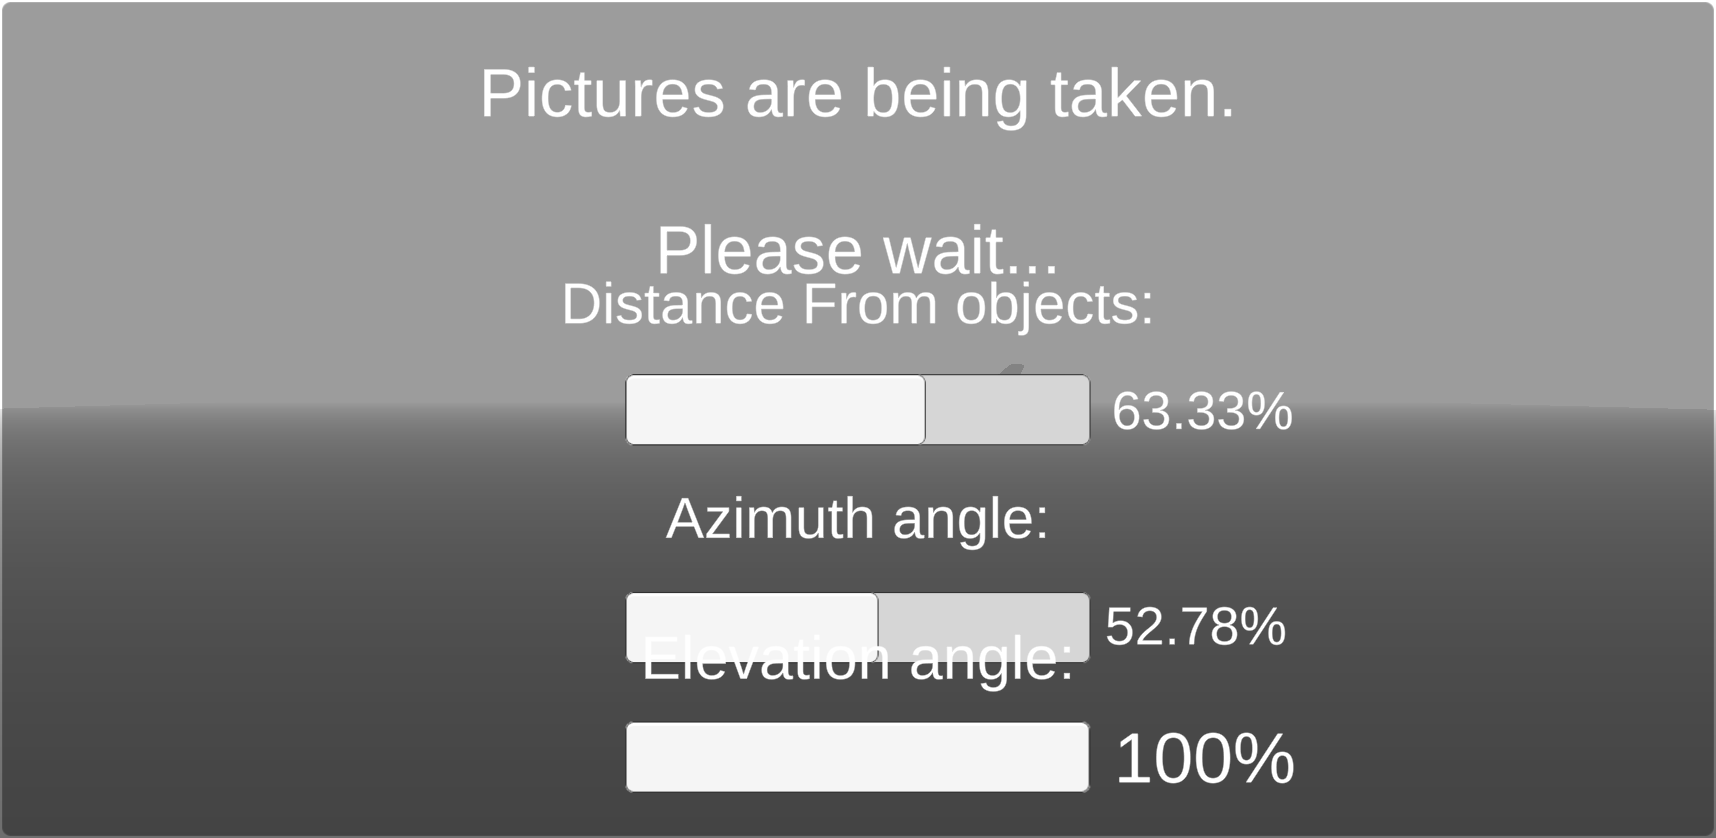 Pictures are being taken.
Please wait...
Distance From objects:
63.33%
Azimuth angle:
52.78%
Elevation angle:
100%